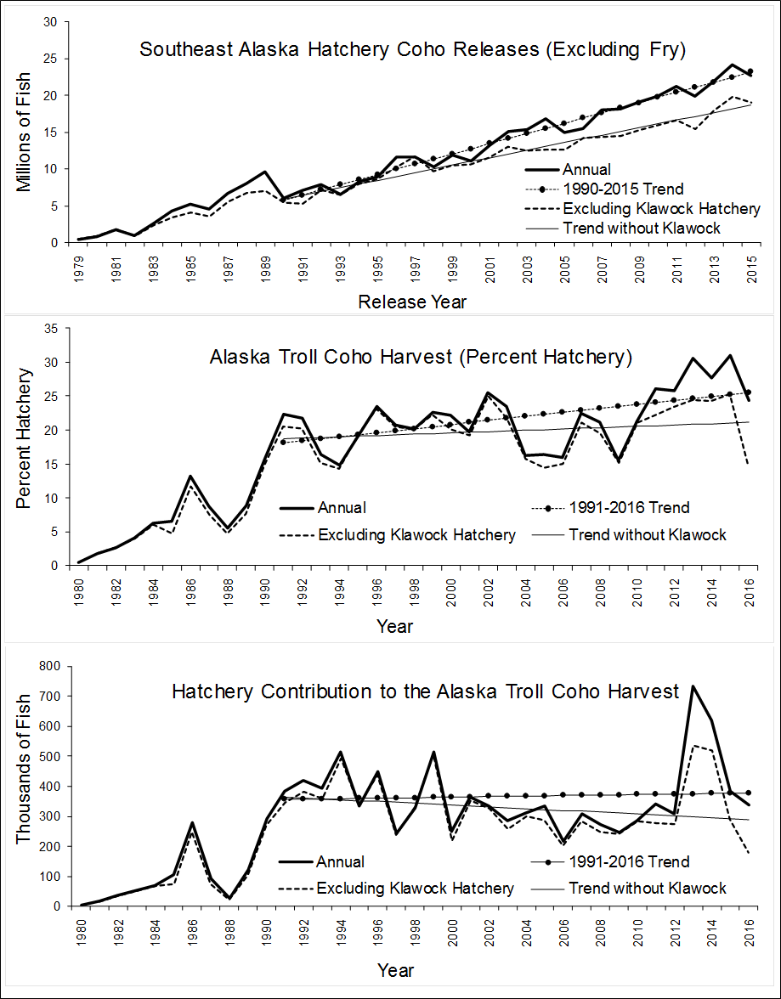 Southeast Alaska Hatchery Coho Releases (Excluding Fry)
Millions of Fish
30
25
20
15
10
5
0
Annual
1990-2015 Trend
Excluding Klawock Hatchery
Trend without Klawock
1979 1981 1983 1985 1987 1989 1991 1993 1995 1997 1999 2001 2003 2005 2007 2009 2011 2013 2015
Release Year
Alaska Troll Coho Harvest (Percent Hatchery)
Percent Hatchery
35
30
25
20
15
10
5
0
Annual 1991-2016 Trend
Excluding Klawock Hatchery Trend without Klawock
1980 1982 1984 1986 1988 1990 1992 1994 1996 1998 2000 2002 2004 2006 2008 2010 2012 2014 2016
Year
Hatchery Contribution to the Alaska Troll Coho Harvest
Thousands of Fish
800
700
600
500
400
300
200
100
0
Annual 1991-2016 Trend
Excluding Klawock Hatchery Trend without Klawock
1980 1982 1984 1986 1988 1990 1992 1994 1996 1998 2000 2002 2004 2006 2008 2010 2012 2014 2016
Year